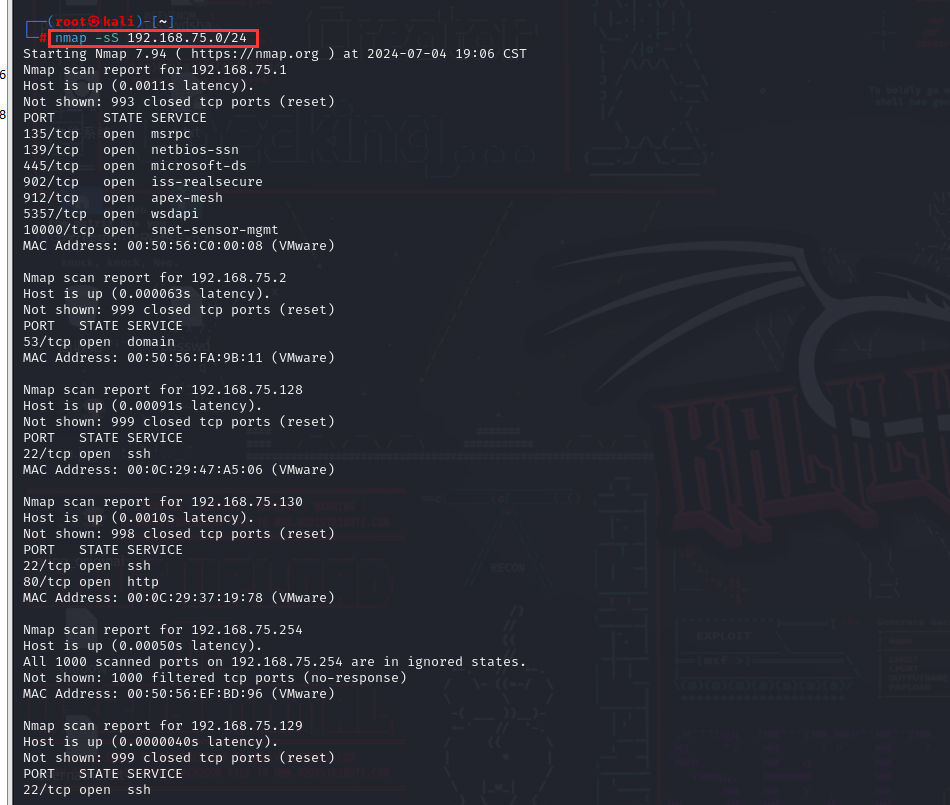 ┌──(root㉿kali)-[~]
└─# nmap -sS 192.168.75.0/24
Starting Nmap 7.94 ( https://nmap.org ) at 2024-07-04 19:06 CST
Nmap scan report for 192.168.75.1
Host is up (0.0011s latency).
Not shown: 993 closed tcp ports (reset)
PORT      STATE SERVICE
135/tcp   open  msrpc
139/tcp   open  netbios-ssn
445/tcp   open  microsoft-ds
902/tcp   open  iss-realsecure
912/tcp   open  apex-mesh
5357/tcp  open  wsdapi
10000/tcp open  snet-sensor-mgmt
MAC Address: 00:50:56:C0:00:08 (VMware)

Nmap scan report for 192.168.75.2
Host is up (0.000063s latency).
Not shown: 999 closed tcp ports (reset)
PORT   STATE SERVICE
53/tcp open  domain
MAC Address: 00:50:56:FA:9B:11 (VMware)

Nmap scan report for 192.168.75.128
Host is up (0.00091s latency).
Not shown: 999 closed tcp ports (reset)
PORT   STATE SERVICE
22/tcp open  ssh
MAC Address: 00:0C:29:47:A5:06 (VMware)

Nmap scan report for 192.168.75.130
Host is up (0.0010s latency).
Not shown: 998 closed tcp ports (reset)
PORT   STATE SERVICE
22/tcp open  ssh
80/tcp open  http
MAC Address: 00:0C:29:37:19:78 (VMware)

Nmap scan report for 192.168.75.254
Host is up (0.00050s latency).
All 1000 scanned ports on 192.168.75.254 are in ignored states.
Not shown: 1000 filtered tcp ports (no-response)
MAC Address: 00:50:56:EF:BD:96 (VMware)

Nmap scan report for 192.168.75.129
Host is up (0.0000040s latency).
Not shown: 999 closed tcp ports (reset)
PORT   STATE SERVICE
22/tcp open  ssh
6
8
RECON
EXPLOIT